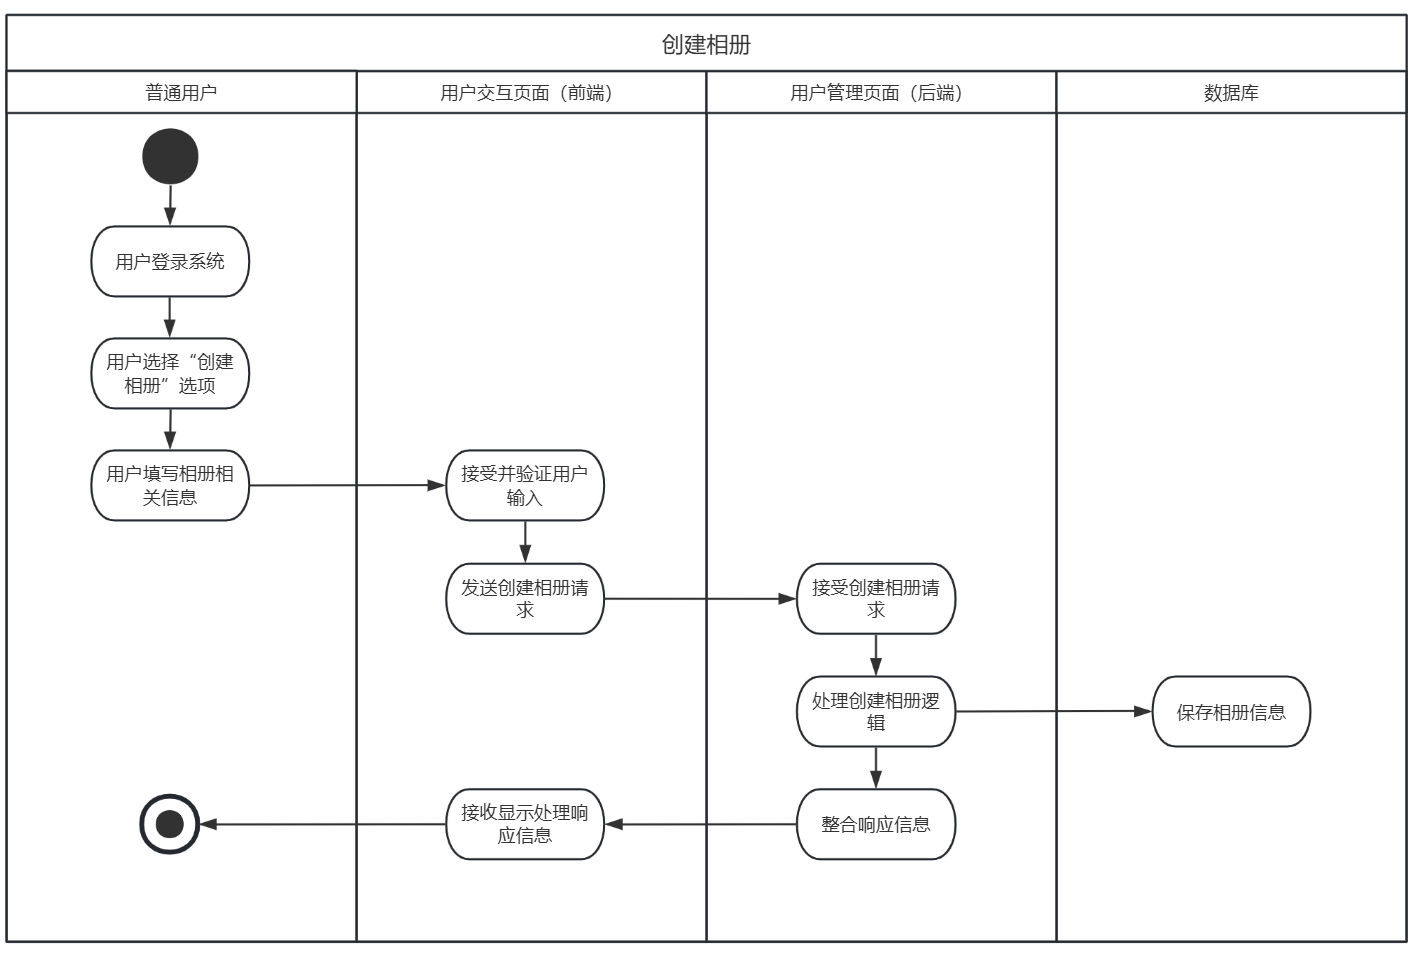 创建相册
普通用户
用户交互页面（前端）
用户管理页面（后端）
数据库
用户登录系统
用户选择“创建
相册”选项
用户填写相册相
关信息
接受并验证用户
输入
发送创建相册请
求
接受创建相册请
求
处理创建相册逻
辑
保存相册信息
整合响应信息
接收显示处理响
应信息